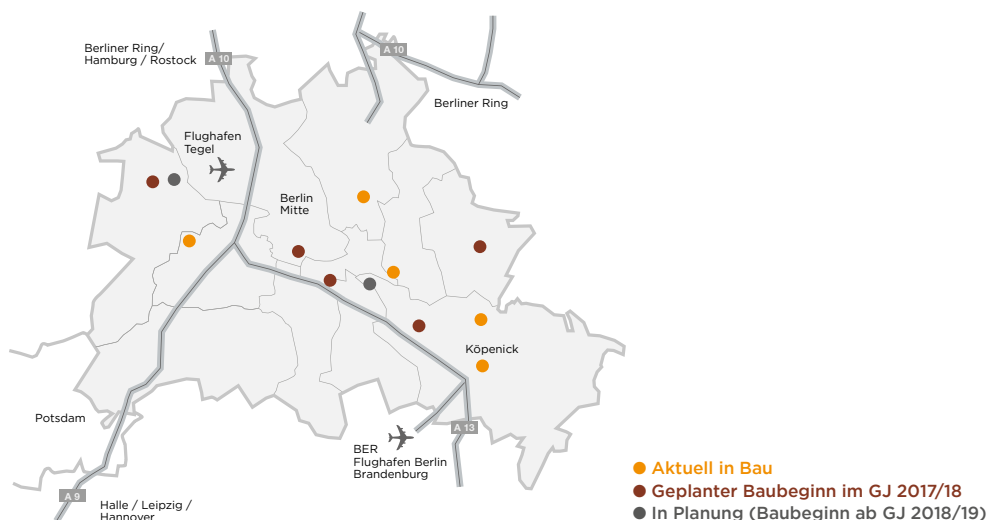 Berliner Ring/
Hamburg / Rostock
A 10
A 10
Berliner Ring
Flughafen
Tegel
Berlin
Mitte
Köpenick
Potsdam
A 13
BER
Flughafen Berlin
Brandenburg
A 9
Halle / Leipzig /
Hannover
Aktuell in Bau
Geplanter Baubeginn im GJ 2017/18
In Planung (Baubeginn ab GJ 2018/19)